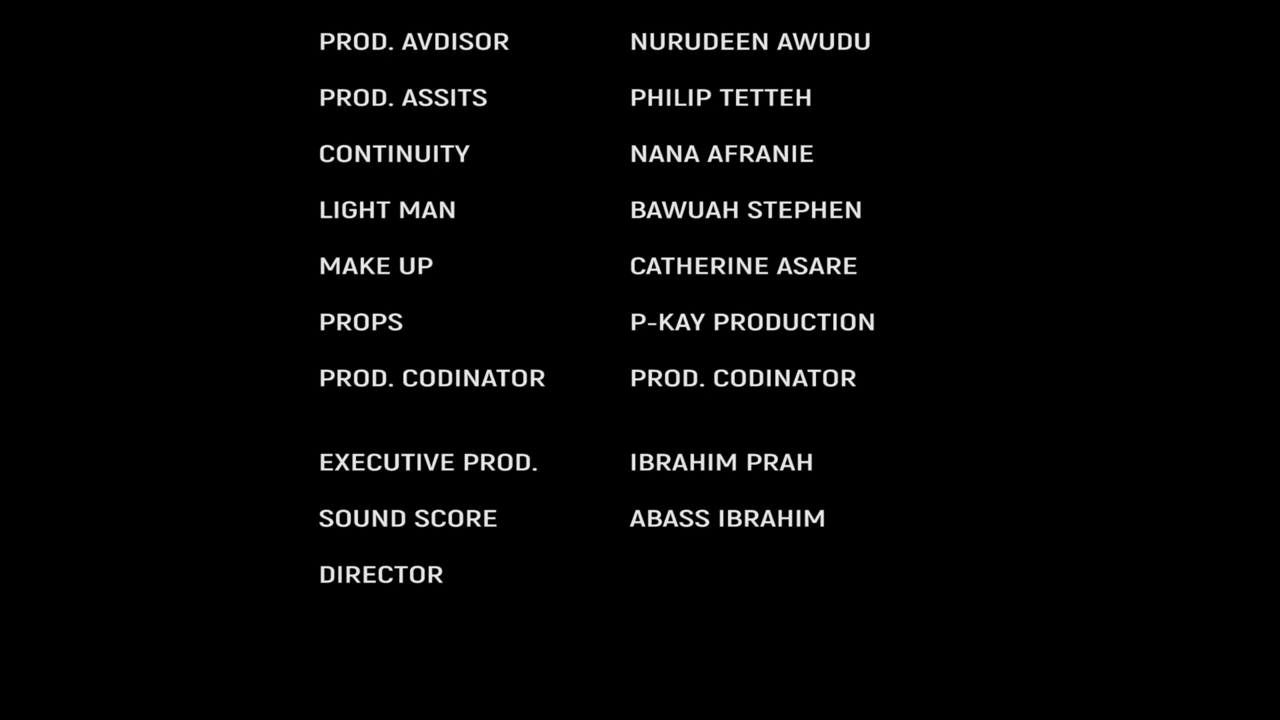 PROD. AVDISOR NURUDEEN AWUDU
PROD. ASSITS PHILIP TETTEH
CONTINUITY NANA AFRANIE
LIGHT MAN BAWUAH STEPHEN
MAKE UP CATHERINE ASARE
PROPS P-KAY PRODUCTION
PROD. CODINATOR PROD. CODINATOR
EXECUTIVE PROD. IBRAHIM PRAH
SOUND SCORE ABASS IBRAHIM
DIRECTOR